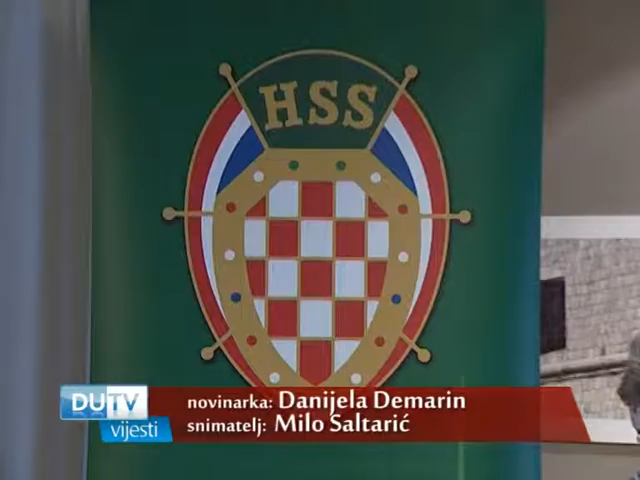 HSS
DUTV
vijesti
novinarka: Danijela Demarin
snimatelj: Milo Saltarić